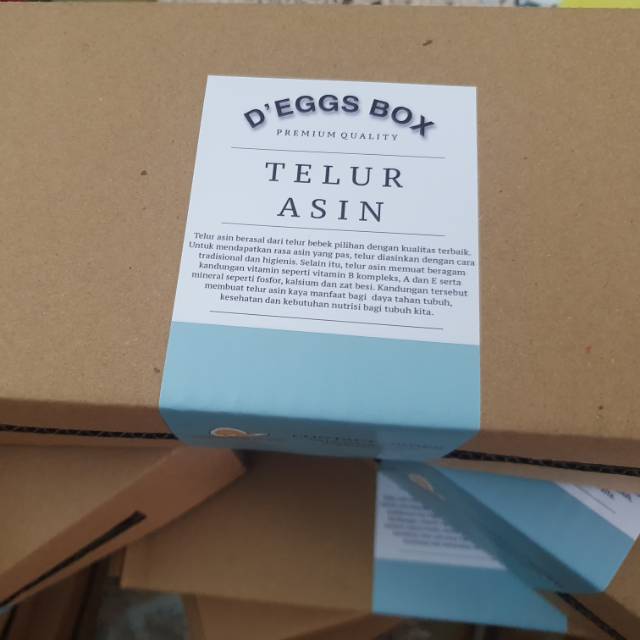 D'EGGS BOX
PREMIUM QUALITY
TELUR
ASIN
Telur asin berasal dari telur bebek pilihan dengan kualitas terbaik.
Untuk mendapatkan rasa asin yang pas, telur diasinkan dengan cara
tradisional dan higienis. Selain itu, telur asin memuat beragam
kandungan vitamin seperti vitamin B kompleks, A dan E serta
mineral seperti fosfor, kalsium dan zat besi. Kandungan tersebut
membuat telur asin kaya manfaat bagi daya tahan tubuh,
kesehatan dan kebutuhan nutrisi bagi tubuh kita.